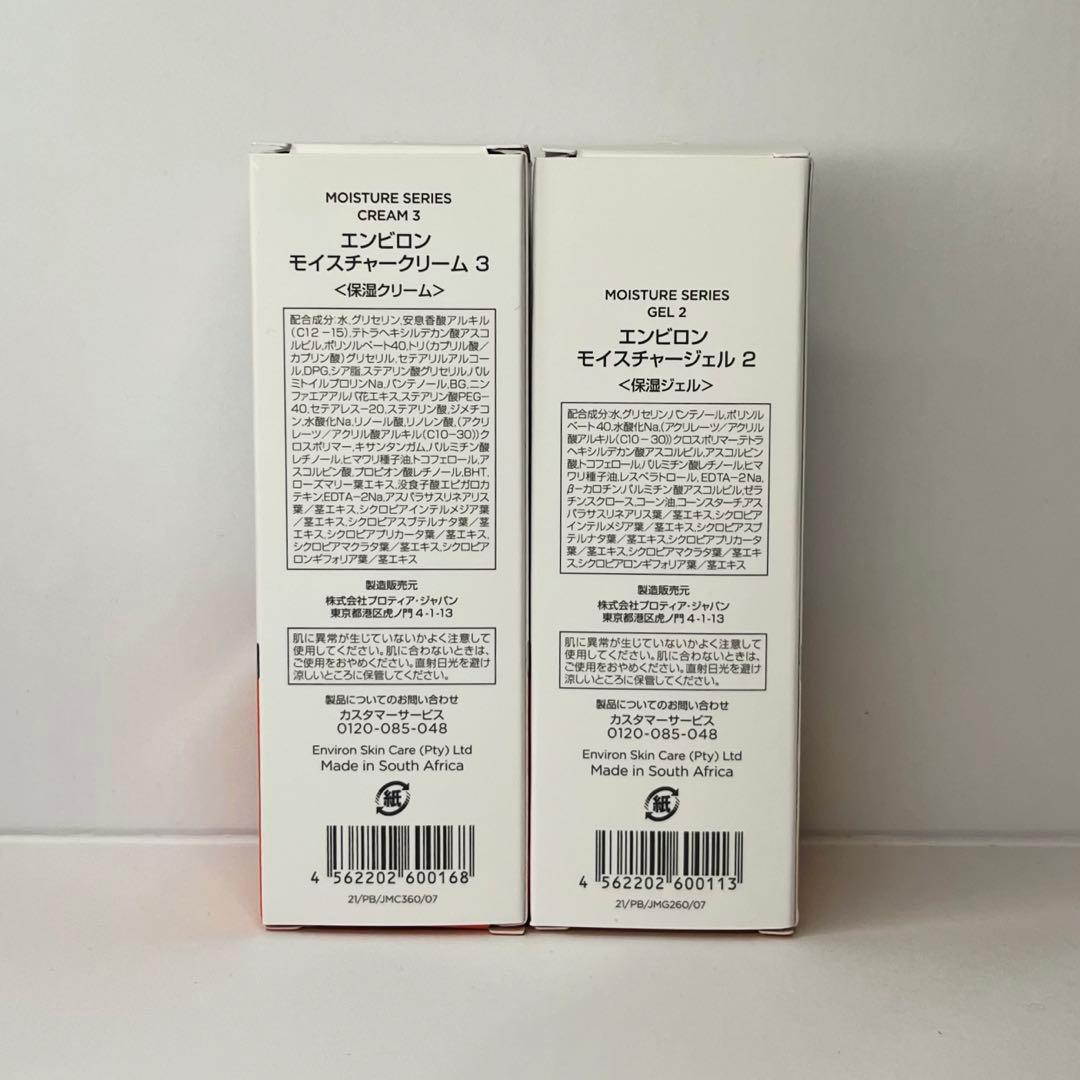 MOISTURE SERIES
CREAM 3
エンビロン
モイスチャークリーム 3
＜保湿クリーム＞
配合成分:水,グリセリン,安息香酸アルキル
(C12-15),テトラヘキシルデカン酸アスコ
ルビル,ポリソルベート40,トリ(カプリル酸／
カプリン酸)グリセリル,セテアリルアルコー
ル,DPG,シア脂,ステアリン酸グリセリル,パル
ミトイルプロリンNa,パンテノール,BG,ニン
ファエアアルバ花エキス,ステアリン酸PEG-
40,セテアレス-20,ステアリン酸,ジメチコ
ン,水酸化Na,リノール酸,リノレン酸,(アクリ
レーツ／アクリル酸アルキル(C10-30))ク
ロスポリマー,キサンタンガム,パルミチン酸
レチノール,ヒマワリ種子油,トコフェロール,ア
スコルビン酸,プロピオン酸レチノール,BHT,
ローズマリー葉エキス,没食子酸エピガロカ
テキン,EDTA-2Na,アスパラサスリネアリス
葉／茎エキス,シクロピアインテルメジア葉／
茎エキス,シクロピアスブテルナタ葉／茎
エキス,シクロピアプリカータ葉／茎エキス,
シクロピアマクラタ葉／茎エキス,シクロピア
ロンギフォリア葉／茎エキス
製造販売元
株式会社プロティア・ジャパン
東京都港区虎ノ門 4-1-13
肌に異常が生じていないかよく注意して
使用してください。肌に合わないときは、
ご使用をおやめください。直射日光を避け
涼しいところに保管してください。
製品についてのお問い合わせ
カスタマーサービス
0120-085-048
Environ Skin Care (Pty) Ltd
Made in South Africa
紙
4 562202 600168
21/PB/JMC360/07
MOISTURE SERIES
GEL 2
エンビロン
モイスチャージェル 2
＜保湿ジェル＞
配合成分:水,グリセリン,パンテノール,ポリソル
ベート40,水酸化Na,(アクリレーツ／アクリル
酸アルキル(C10-30))クロスポリマー,テトラ
ヘキシルデカン酸アスコルビル,アスコルビン
酸,トコフェロール,パルミチン酸レチノール,ヒマ
ワリ種子油,レスベラトロール,EDTA-2Na,
β-カロチン,パルミチン酸アスコルビル,ゼラ
チン,スクロース,コーン油,コーンスターチ,アス
パラサスリネアリス葉／茎エキス,シクロピア
インテルメジア葉／茎エキス,シクロピアスブ
テルナタ葉／茎エキス,シクロピアプリカータ
葉／茎エキス,シクロピアマクラタ葉／茎エキ
ス,シクロピアロンギフォリア葉／茎エキス
製造販売元
株式会社プロティア・ジャパン
東京都港区虎ノ門 4-1-13
肌に異常が生じていないかよく注意して
使用してください。肌に合わないときは、
ご使用をおやめください。直射日光を避け
涼しいところに保管してください。
製品についてのお問い合わせ
カスタマーサービス
0120-085-048
Environ Skin Care (Pty) Ltd
Made in South Africa
紙
4 562202 600113
21/PB/JMG260/07